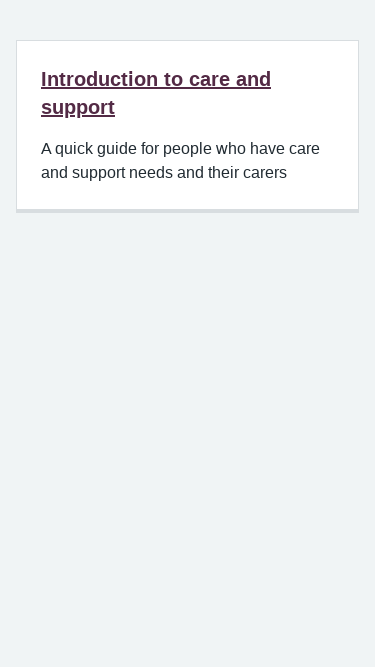 Introduction to care and
support
A quick guide for people who have care
and support needs and their carers